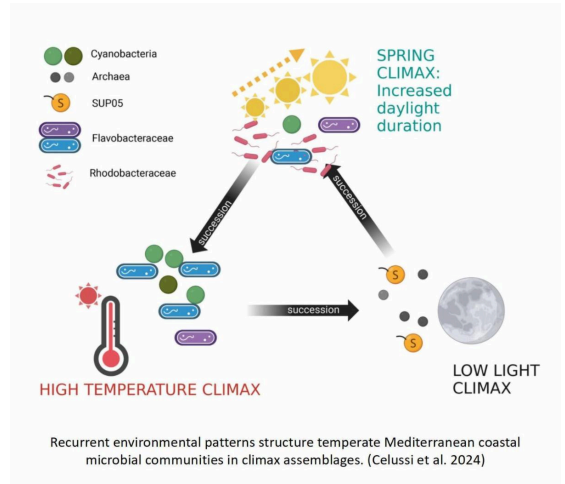 Cyanobacteria
Archaea
S
SUP05
Flavobacteraceae
Rhodobacteraceae
SPRING
CLIMAX:
Increased
daylight
duration
succession
succession
succession
S
S
HIGH TEMPERATURE CLIMAX
LOW LIGHT
CLIMAX
Recurrent environmental patterns structure temperate Mediterranean coastal
microbial communities in climax assemblages. (Celussi et al. 2024)